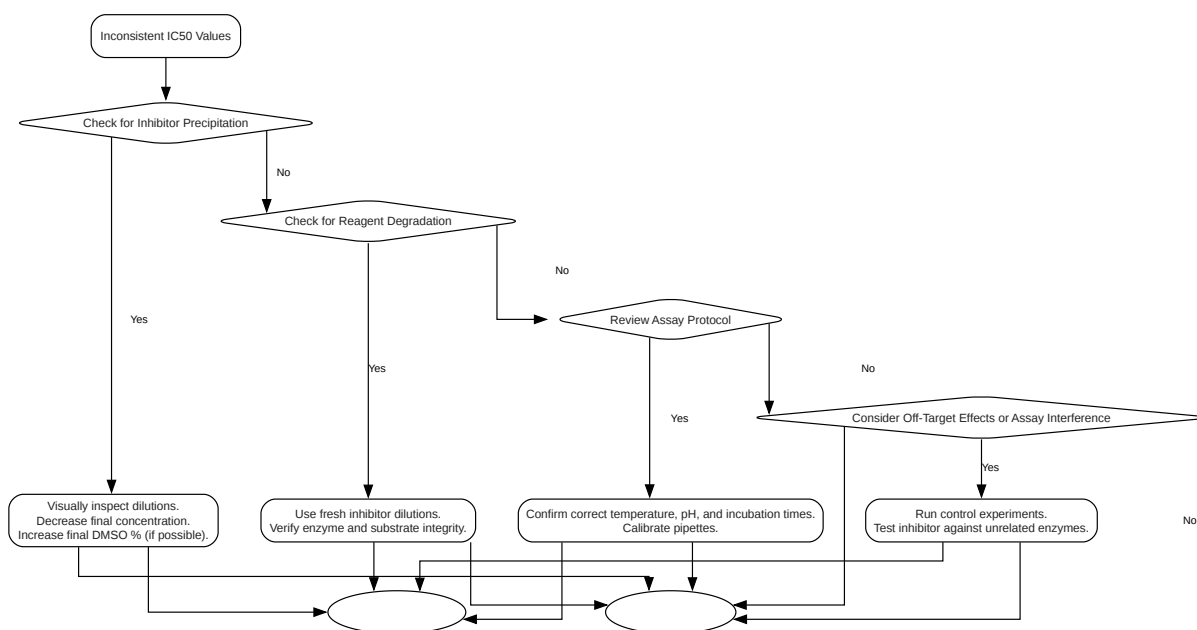 Inconsistent IC50 Values
Check for Inhibitor Precipitation
No
Check for Reagent Degradation
No
Yes
Review Assay Protocol
Yes
No
Yes
Consider Off-Target Effects or Assay Interference
Yes
Visually inspect dilutions.
Decrease final concentration.
Increase final DMSO % (if possible).
Use fresh inhibitor dilutions.
Verify enzyme and substrate integrity.
Confirm correct temperature, pH, and incubation times.
Calibrate pipettes.
Run control experiments.
Test inhibitor against unrelated enzymes.
No